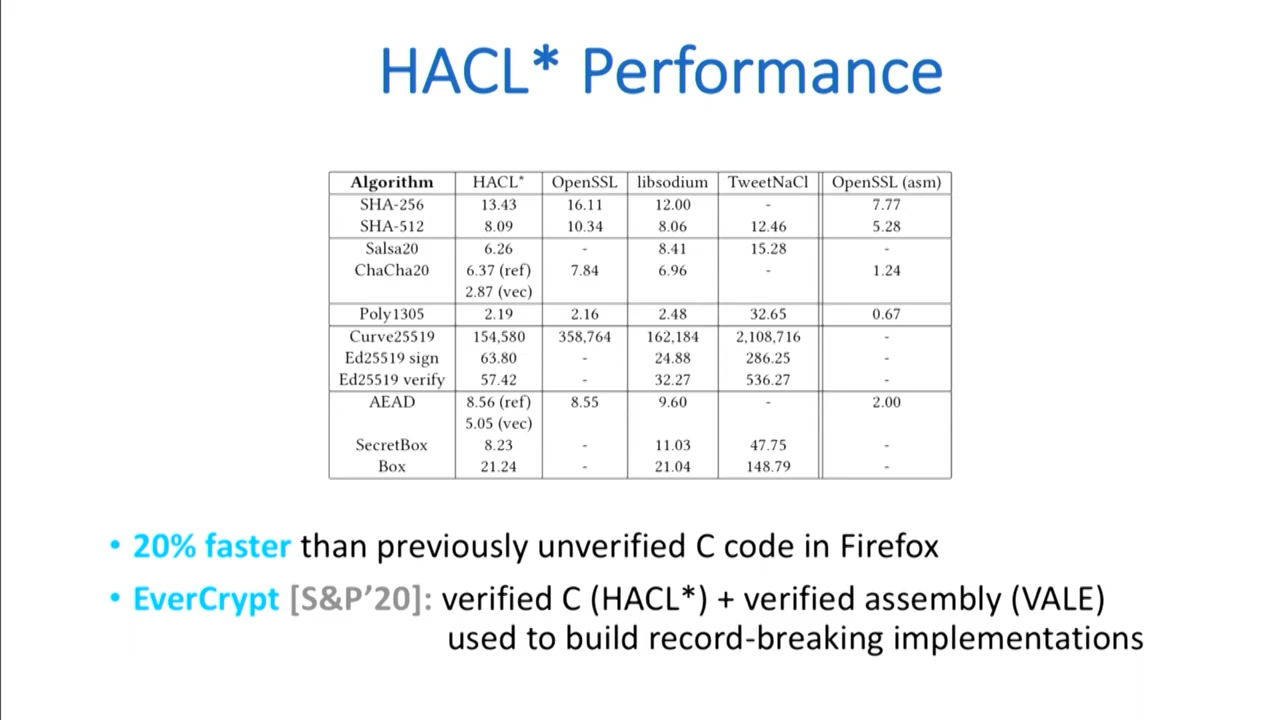 HACL* Performance
Algorithm HACL* OpenSSL libsodium TweetNaCl OpenSSL (asm)
SHA-256 13.43 16.11 12.00 - 7.77
SHA-512 8.09 10.34 8.06 12.46 5.28
Salsa20 6.26 - 8.41 15.28 -
ChaCha20 6.37 (ref) 7.84 6.96 - 1.24
2.87 (vec)
Poly1305 2.19 2.16 2.48 32.65 0.67
Curve25519 154,580 358,764 162,184 2,108,716 -
Ed25519 sign 63.80 - 24.88 286.25 -
Ed25519 verify 57.42 - 32.27 536.27 -
AEAD 8.56 (ref) 8.55 9.60 - 2.00
5.05 (vec)
SecretBox 8.23 - 11.03 47.75 -
Box 21.24 - 21.04 148.79 -
• 20% faster than previously unverified C code in Firefox
• EverCrypt [S&P’20]: verified C (HACL*) + verified assembly (VALE)
used to build record-breaking implementations